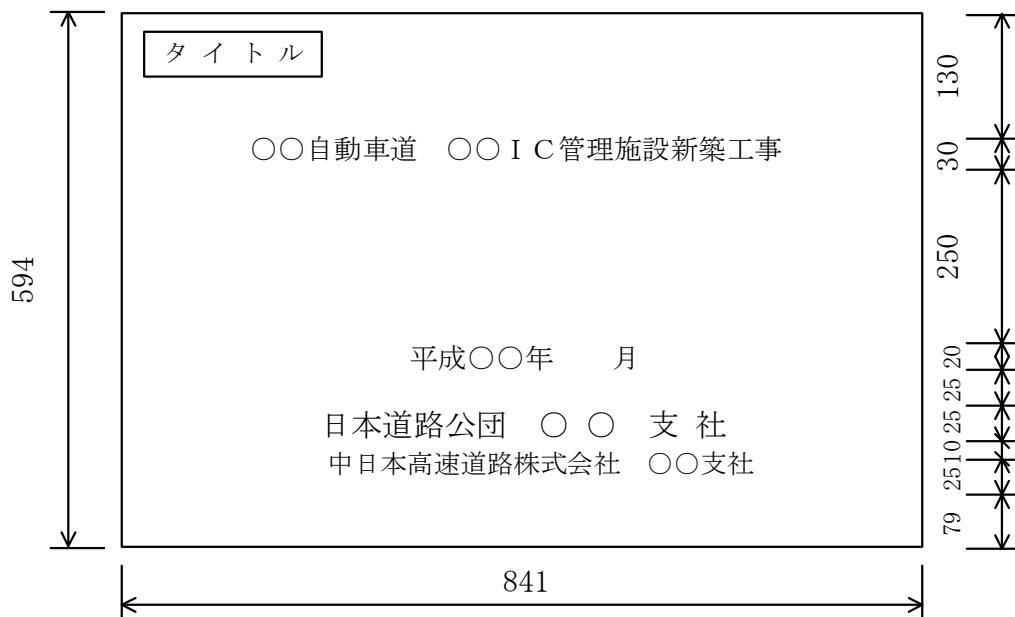 タイトル
○○自動車道 ○○ＩＣ管理施設新築工事
平成○○年 月
日本道路公団 ○○ 支社
中日本高速道路株式会社 ○○支社
594
841
130
30
250
20
25
25
10
25
79